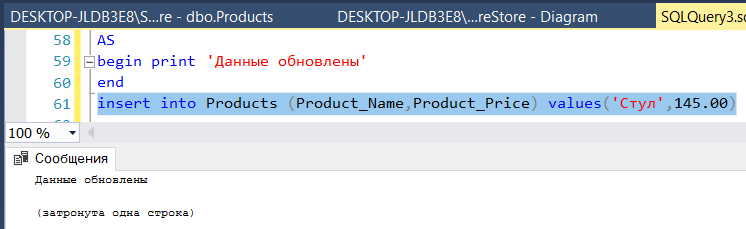 DESKTOP-JLDB3E8\S...re - dbo.Products DESKTOP-JLDB3E8\...reStore - Diagram SQLQuery3.s
58 AS
59 begin print 'Данные обновлены'
60 end
61 insert into Products (Product_Name,Product_Price) values('Стул',145.00)
100 %
Сообщения
Данные обновлены
(затронута одна строка)